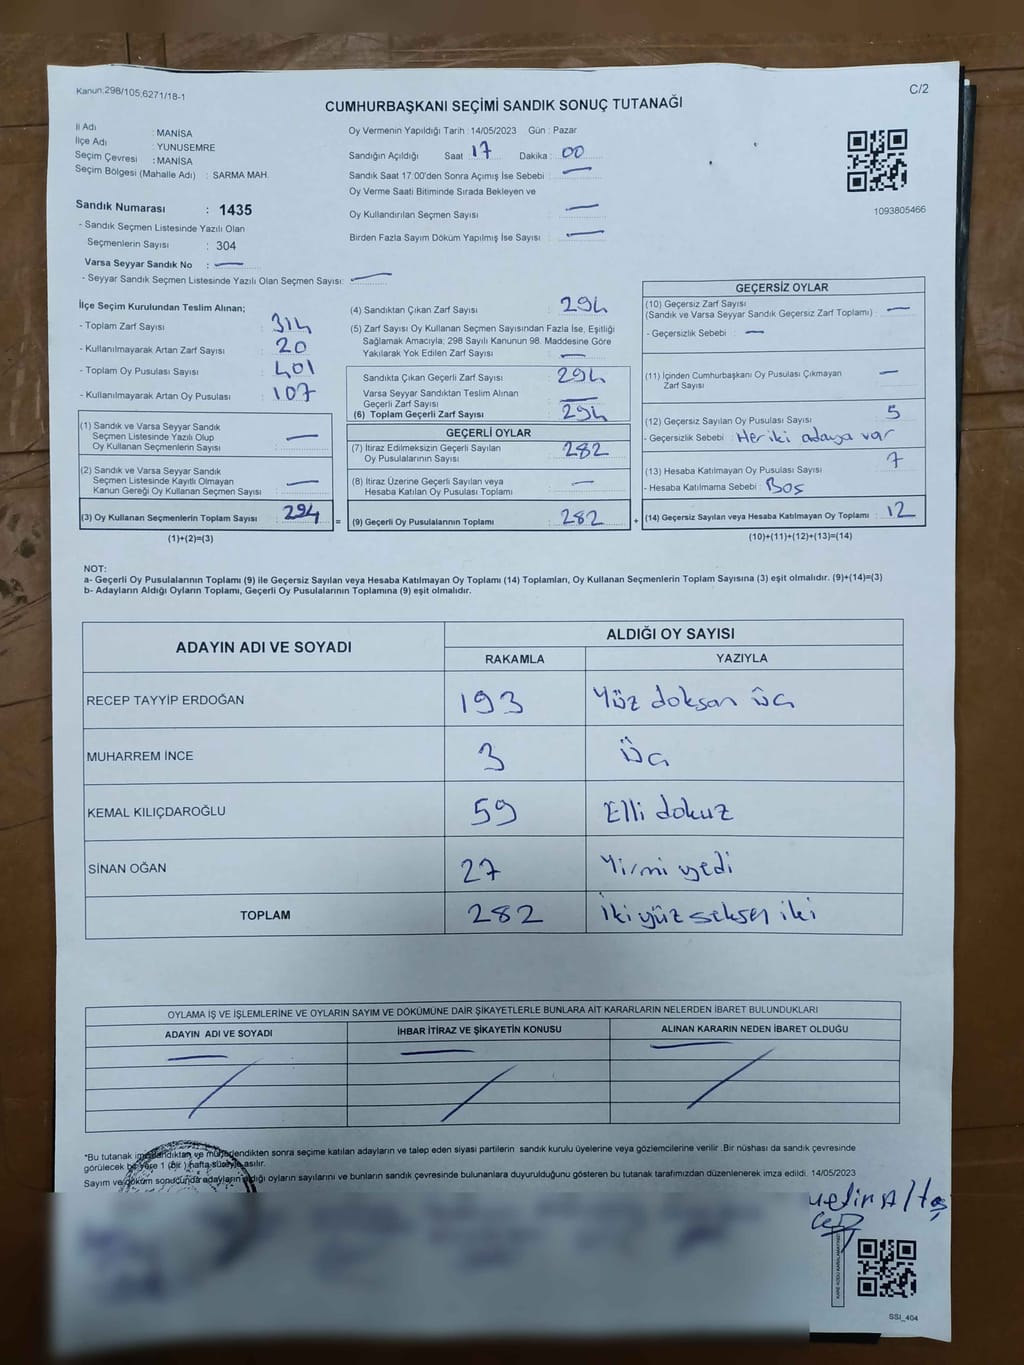 Kanun.298/105,6271/18-1
C/2
CUMHURBAŞKANI SEÇİMİ SANDIK SONUÇ TUTANAĞI
İl Adı : MANİSA
İlçe Adı : YUNUSEMRE
Seçim Çevresi : MANİSA
Seçim Bölgesi (Mahalle Adı) : SARMA MAH.
Sandık Numarası : 1435
- Sandık Seçmen Listesinde Yazılı Olan
Seçmenlerin Sayısı : 304
Varsa Seyyar Sandık No : —
- Seyyar Sandık Seçmen Listesinde Yazılı Olan Seçmen Sayısı: —
Oy Vermenin Yapıldığı Tarih : 14/05/2023 Gün : Pazar
Sandığın Açıldığı Saat : 17 Dakika : 00
Sandık Saat 17:00'den Sonra Açımış İse Sebebi : —
Oy Verme Saati Bitiminde Sırada Bekleyen ve
Oy Kullandırılan Seçmen Sayısı : —
Birden Fazla Sayım Döküm Yapılmış İse Sayısı : —
1093805466
İlçe Seçim Kurulundan Teslim Alınan;
- Toplam Zarf Sayısı : 314
- Kullanılmayarak Artan Zarf Sayısı : 20
- Toplam Oy Pusulası Sayısı : 401
- Kullanılmayarak Artan Oy Pusulası : 107
(1) Sandık ve Varsa Seyyar Sandık
Seçmen Listesinde Yazılı Olup
Oy Kullanan Seçmenlerin Sayısı : —
(2) Sandık ve Varsa Seyyar Sandık
Seçmen Listesinde Kayıtlı Olmayan
Kanun Gereği Oy Kullanan Seçmen Sayısı : —
(3) Oy Kullanan Seçmenlerin Toplam Sayısı : 294 =
(1)+(2)=(3)
(4) Sandıktan Çıkan Zarf Sayısı : 294
(5) Zarf Sayısı Oy Kullanan Seçmen Sayısından Fazla İse, Eşitliği
Sağlamak Amacıyla; 298 Sayılı Kanunun 98. Maddesine Göre
Yakılarak Yok Edilen Zarf Sayısı : —
Sandıkta Çıkan Geçerli Zarf Sayısı : 294
Varsa Seyyar Sandıktan Teslim Alınan
Geçerli Zarf Sayısı : —
(6) Toplam Geçerli Zarf Sayısı : 294
GEÇERLİ OYLAR
(7) İtiraz Edilmeksizin Geçerli Sayılan
Oy Pusulalarının Sayısı : 282
(8) İtiraz Üzerine Geçerli Sayılan veya
Hesaba Katılan Oy Pusulası Toplamı : —
(9) Geçerli Oy Pusulalarının Toplamı : 282 +
GEÇERSİZ OYLAR
(10) Geçersiz Zarf Sayısı
(Sandık ve Varsa Seyyar Sandık Geçersiz Zarf Toplamı) : —
- Geçersizlik Sebebi : —
(11) İçinden Cumhurbaşkanı Oy Pusulası Çıkmayan
Zarf Sayısı : —
(12) Geçersiz Sayılan Oy Pusulası Sayısı : 5
- Geçersizlik Sebebi : Her iki adaya var
(13) Hesaba Katılmayan Oy Pusulası Sayısı : 7
- Hesaba Katılmama Sebebi : Boş
(14) Geçersiz Sayılan veya Hesaba Katılmayan Oy Toplamı : 12
(10)+(11)+(12)+(13)=(14)
NOT:
a- Geçerli Oy Pusulalarının Toplamı (9) ile Geçersiz Sayılan veya Hesaba Katılmayan Oy Toplamı (14) Toplamları, Oy Kullanan Seçmenlerin Toplam Sayısına (3) eşit olmalıdır. (9)+(14)=(3)
b- Adayların Aldığı Oyların Toplamı, Geçerli Oy Pusulalarının Toplamına (9) eşit olmalıdır.
ADAYIN ADI VE SOYADI ALDIĞI OY SAYISI
RAKAMLA YAZIYLA
RECEP TAYYİP ERDOĞAN 193 Yüz doksan üç
MUHARREM İNCE 3 Üç
KEMAL KILIÇDAROĞLU 59 Elli dokuz
SİNAN OĞAN 27 Yirmi yedi
TOPLAM 282 İki yüz seksen iki
OYLAMA İŞ VE İŞLEMLERİNE VE OYLARIN SAYIM VE DÖKÜMÜNE DAİR ŞİKAYETLERLE BUNLARA AİT KARARLARIN NELERDEN İBARET BULUNDUKLARI
ADAYIN ADI VE SOYADI İHBAR İTİRAZ VE ŞİKAYETİN KONUSU ALINAN KARARIN NEDEN İBARET OLDUĞU
*Bu tutanak imzalandıktan ve mühürlendikten sonra seçime katılan adayların ve talep eden siyasi partilerin sandık kurulu üyelerine veya gözlemcilerine verilir. Bir nüshası da sandık çevresinde
görülecek bir yere 1 (bir) hafta süreyle asılır.
Sayım ve döküm sonucunda adayların aldığı oyların sayılarını ve bunların sandık çevresinde bulunanlara duyurulduğunu gösteren bu tutanak tarafımızdan düzenlenerek imza edildi. 14/05/2023
SSI_404